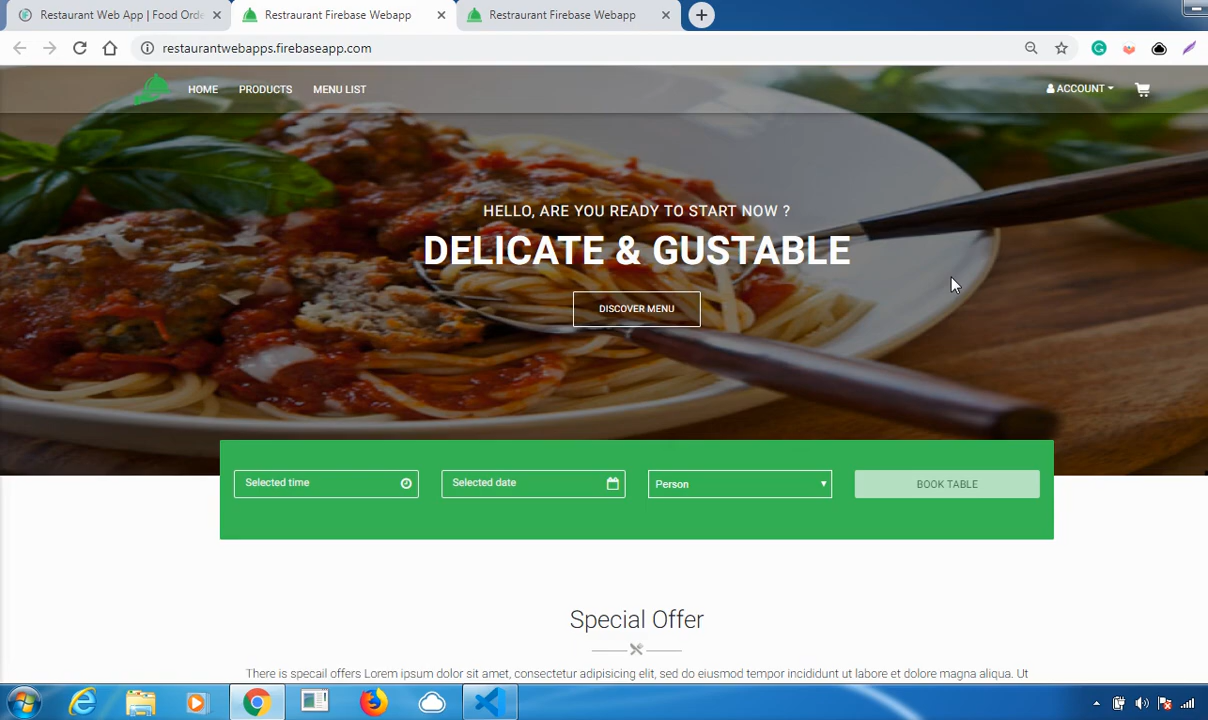 Restaurant Web App | Food Orde
Restraurant Firebase Webapp
Restraurant Firebase Webapp
restaurantwebapps.firebaseapp.com
HOME PRODUCTS MENU LIST ACCOUNT
HELLO, ARE YOU READY TO START NOW ?
DELICATE & GUSTABLE
DISCOVER MENU
Selected time Selected date Person BOOK TABLE
Special Offer
There is specail offers Lorem ipsum dolor sit amet, consectetur adipisicing elit, sed do eiusmod tempor incididunt ut labore et dolore magna aliqua. Ut